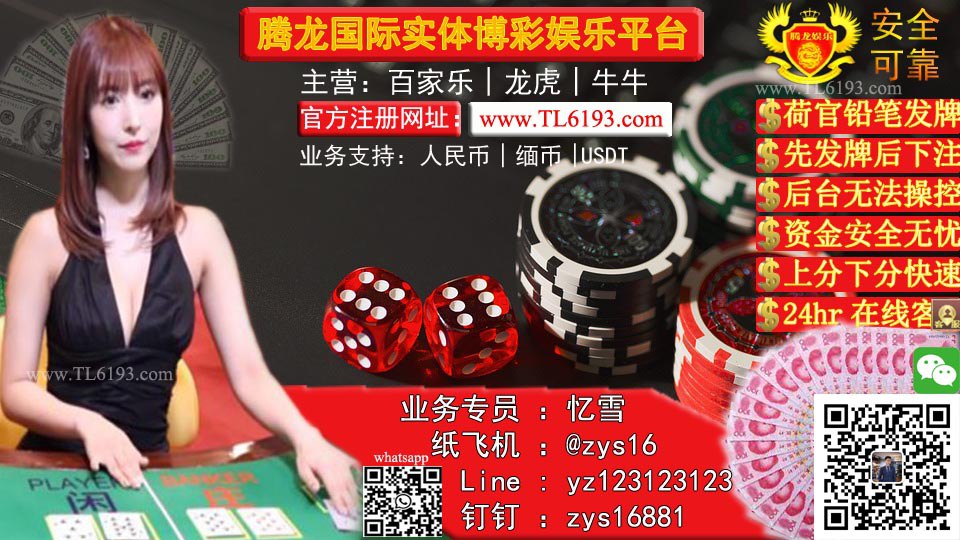 腾龙国际实体博彩娱乐平台
主营：百家乐｜龙虎｜牛牛
官方注册网址： www.TL6193.com
业务支持：人民币｜缅币｜USDT
腾龙娱乐
安全
可靠
www.TL6193.com
$荷官铅笔发牌
$先发牌后下注
$后台无法操控
$资金安全无忧
$上分下分快速
$24hr 在线客
客服
www.TL6193.com
业务专员 ：忆雪
纸飞机 ：@zys16
whatsapp
Line : yz123123123
钉钉 ：zys16881
PLAYER
BANKER
闲
庄